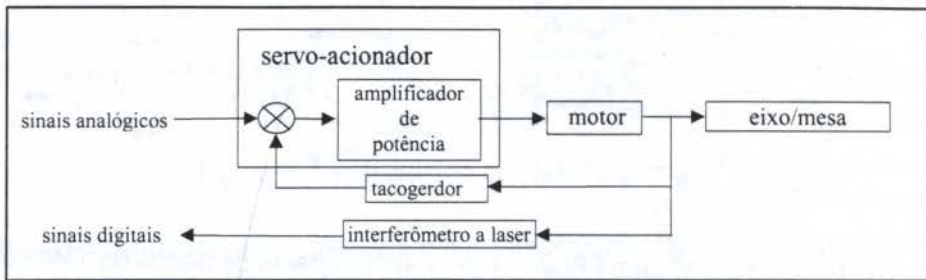 servo-acionador
sinais analógicos
amplificador
de
potência
motor
eixo/mesa
tacogerdor
sinais digitais
interferômetro a laser